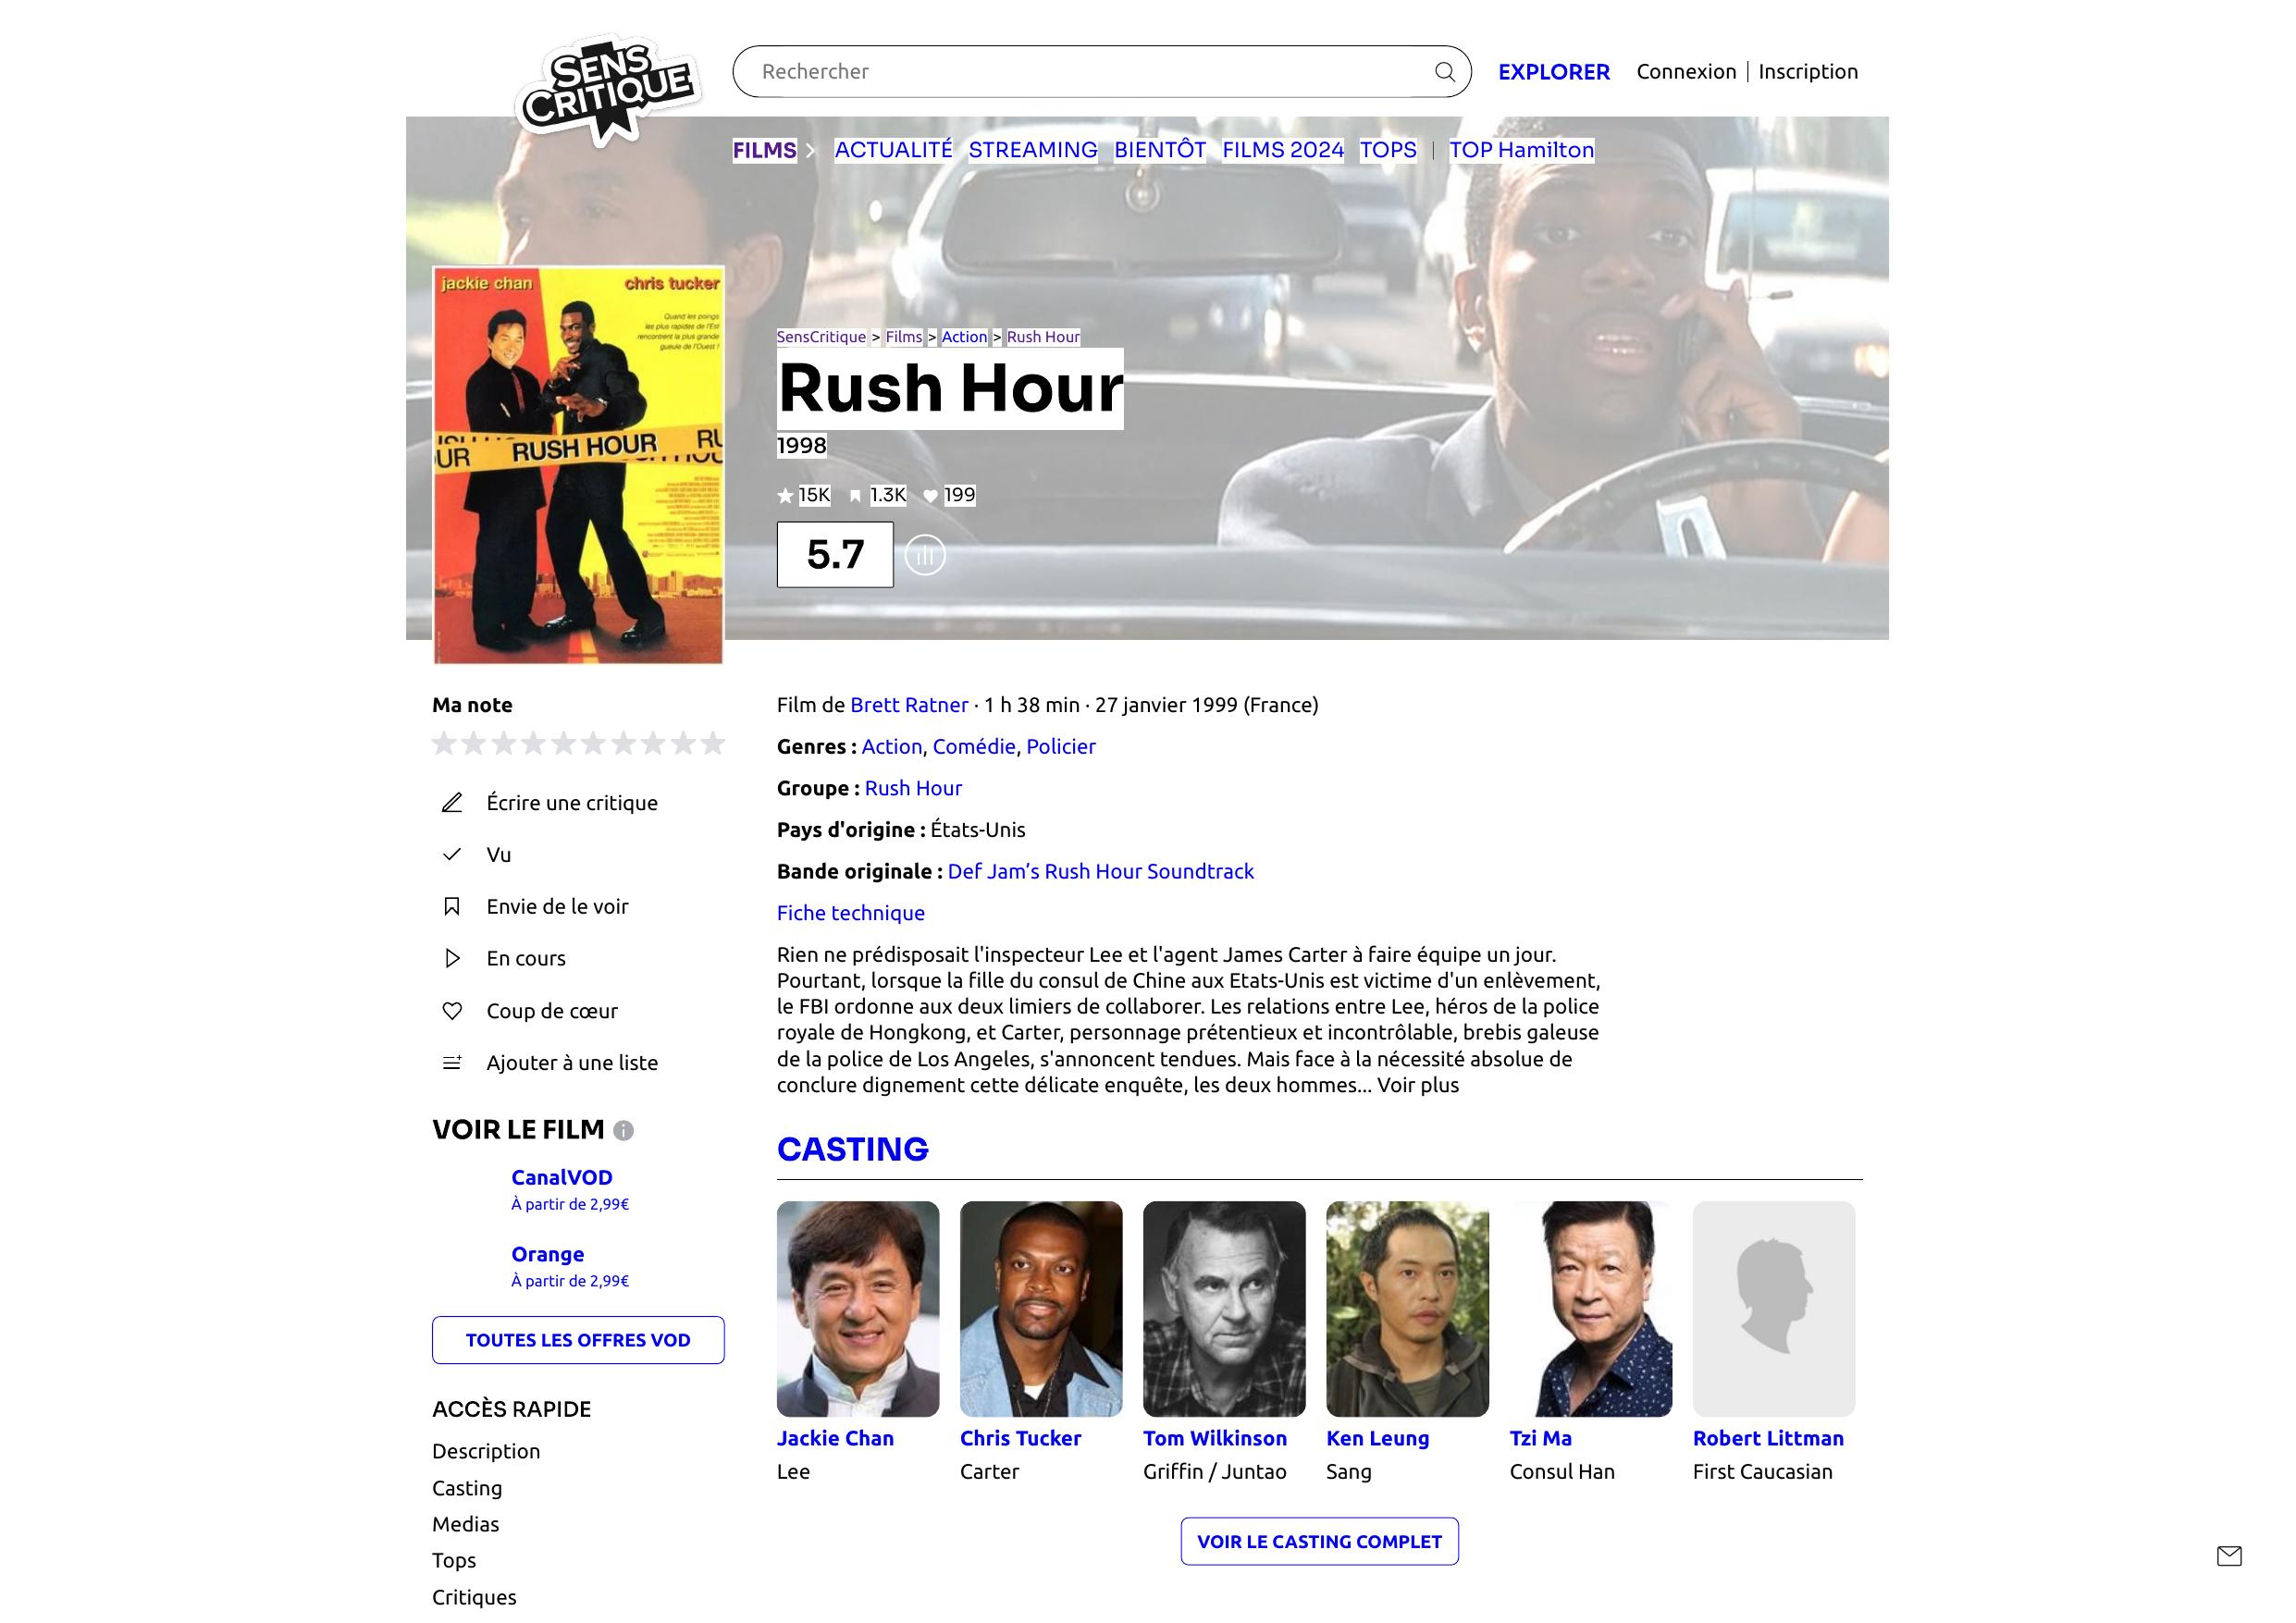 SENS
CRITIQUE
Rechercher
EXPLORER
Connexion | Inscription
FILMS
ACTUALITÉ STREAMING BIENTÔT FILMS 2024 TOPS | TOP Hamilton
jackie chan
chris tucker
Quand les poings
les plus rapides de l'Est
rencontrent la plus grande
gueule de l'Ouest !
RUSH HOUR
SensCritique > Films > Action > Rush Hour
Rush Hour
1998
15K 1.3K 199
5.7
Ma note
Écrire une critique
Vu
Envie de le voir
En cours
Coup de cœur
Ajouter à une liste
VOIR LE FILM
CanalVOD
À partir de 2,99€
Orange
À partir de 2,99€
TOUTES LES OFFRES VOD
ACCÈS RAPIDE
Description
Casting
Medias
Tops
Critiques
Film de Brett Ratner · 1 h 38 min · 27 janvier 1999 (France)
Genres : Action, Comédie, Policier
Groupe : Rush Hour
Pays d'origine : États-Unis
Bande originale : Def Jam’s Rush Hour Soundtrack
Fiche technique
Rien ne prédisposait l'inspecteur Lee et l'agent James Carter à faire équipe un jour.
Pourtant, lorsque la fille du consul de Chine aux Etats-Unis est victime d'un enlèvement,
le FBI ordonne aux deux limiers de collaborer. Les relations entre Lee, héros de la police
royale de Hongkong, et Carter, personnage prétentieux et incontrôlable, brebis galeuse
de la police de Los Angeles, s'annoncent tendues. Mais face à la nécessité absolue de
conclure dignement cette délicate enquête, les deux hommes... Voir plus
CASTING
Jackie Chan
Lee
Chris Tucker
Carter
Tom Wilkinson
Griffin / Juntao
Ken Leung
Sang
Tzi Ma
Consul Han
Robert Littman
First Caucasian
VOIR LE CASTING COMPLET